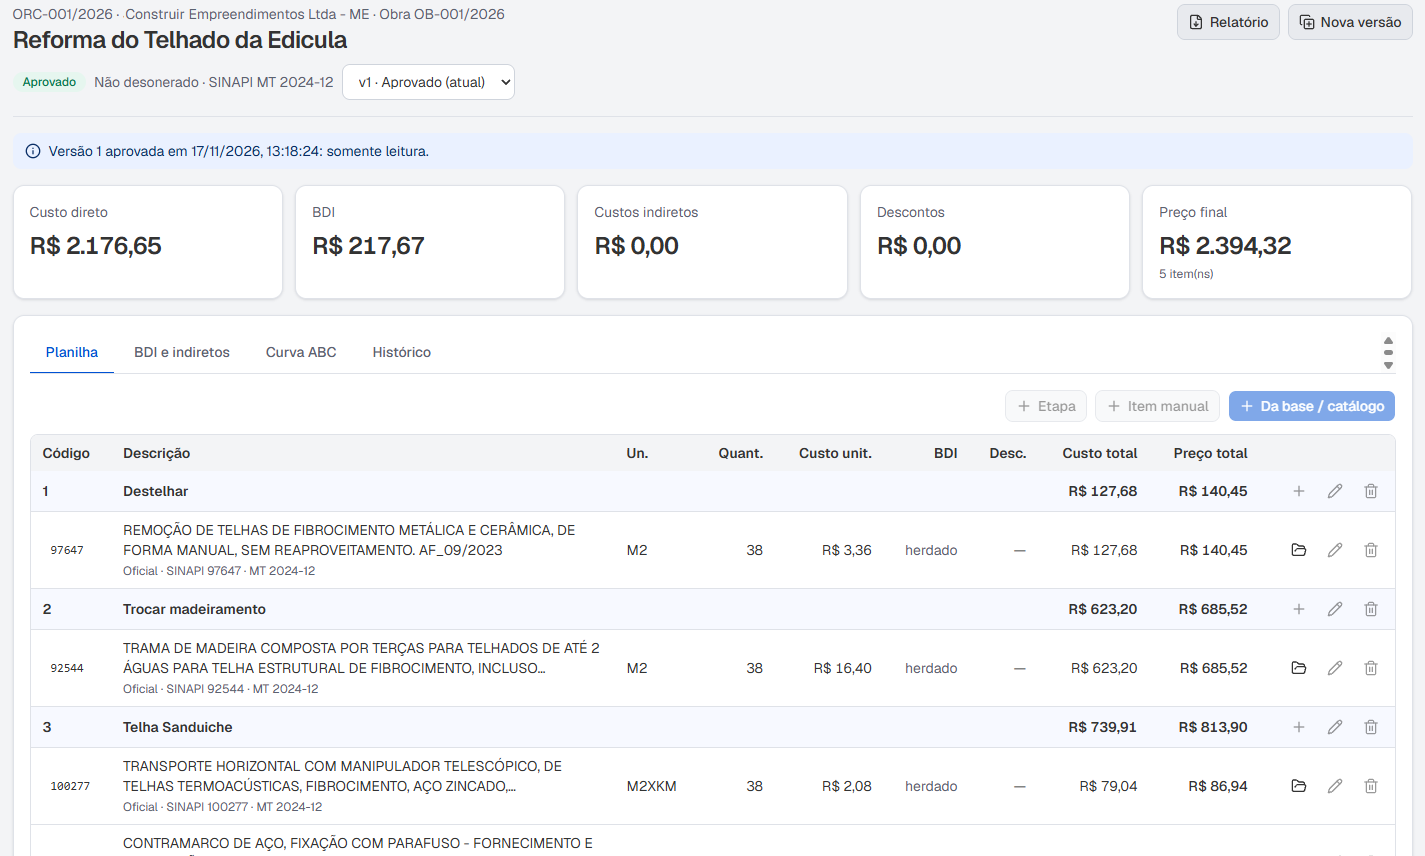 ORC-001/2026 · Construir Empreendimentos Ltda - ME · Obra OB-001/2026
Relatório
Nova versão
Reforma do Telhado da Edicula
Aprovado Não desonerado · SINAPI MT 2024-12 v1 · Aprovado (atual)
Versão 1 aprovada em 17/11/2026, 13:18:24: somente leitura.
Custo direto
R$ 2.176,65
BDI
R$ 217,67
Custos indiretos
R$ 0,00
Descontos
R$ 0,00
Preço final
R$ 2.394,32
5 item(ns)
Planilha BDI e indiretos Curva ABC Histórico
+ Etapa + Item manual + Da base / catálogo
Código Descrição Un. Quant. Custo unit. BDI Desc. Custo total Preço total
1 Destelhar R$ 127,68 R$ 140,45
REMOÇÃO DE TELHAS DE FIBROCIMENTO METÁLICA E CERÂMICA, DE
97647 FORMA MANUAL, SEM REAPROVEITAMENTO. AF_09/2023 M2 38 R$ 3,36 herdado — R$ 127,68 R$ 140,45
Oficial · SINAPI 97647 · MT 2024-12
2 Trocar madeiramento R$ 623,20 R$ 685,52
TRAMA DE MADEIRA COMPOSTA POR TERÇAS PARA TELHADOS DE ATÉ 2
92544 ÁGUAS PARA TELHA ESTRUTURAL DE FIBROCIMENTO, INCLUSO... M2 38 R$ 16,40 herdado — R$ 623,20 R$ 685,52
Oficial · SINAPI 92544 · MT 2024-12
3 Telha Sanduiche R$ 739,91 R$ 813,90
TRANSPORTE HORIZONTAL COM MANIPULADOR TELESCÓPICO, DE
100277 TELHAS TERMOACÚSTICAS, FIBROCIMENTO, AÇO ZINCADO,... M2XKM 38 R$ 2,08 herdado — R$ 79,04 R$ 86,94
Oficial · SINAPI 100277 · MT 2024-12
CONTRAMARCO DE AÇO, FIXAÇÃO COM PARAFUSO - FORNECIMENTO E